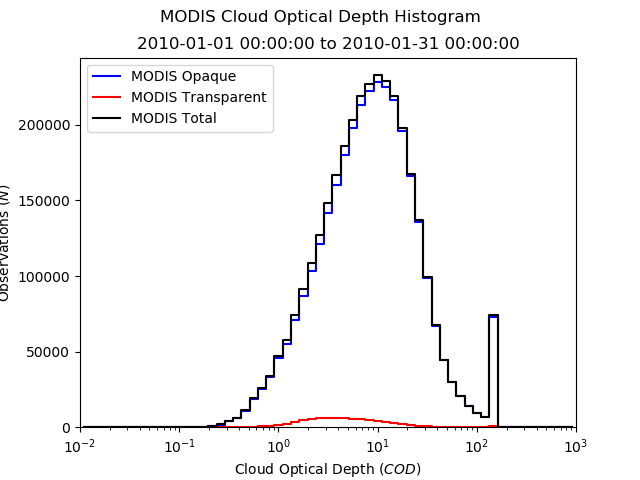 MODIS Cloud Optical Depth Histogram
2010-01-01 00:00:00 to 2010-01-31 00:00:00
MODIS Opaque
MODIS Transparent
MODIS Total
Observations (N)
200000
150000
100000
50000
0
10⁻² 10⁻¹ 10⁰ 10¹ 10² 10³
Cloud Optical Depth (COD)